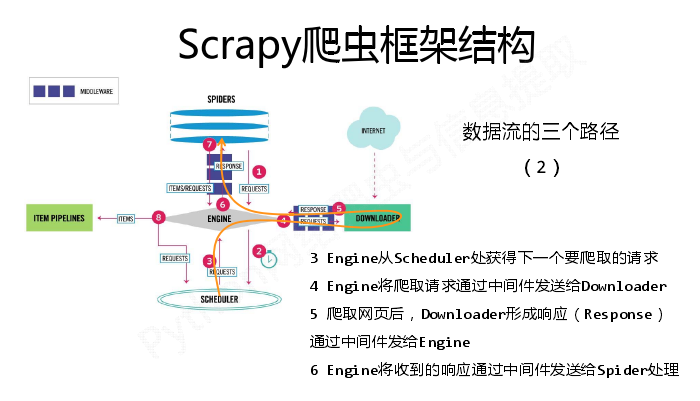 Scrapy爬虫框架结构
MIDDLEWARE
SPIDERS
INTERNET
数据流的三个路径
（2）
7
RESPONSE
1
ITEMS/REQUESTS
REQUESTS
6
RESPONSE
5
ITEM PIPELINES
ITEMS
8
ENGINE
4
REQUESTS
DOWNLOADER
2
REQUESTS
3
REQUESTS
SCHEDULER
3 Engine从Scheduler处获得下一个要爬取的请求
4 Engine将爬取请求通过中间件发送给Downloader
5 爬取网页后，Downloader形成响应（Response）
通过中间件发给Engine
6 Engine将收到的响应通过中间件发送给Spider处理